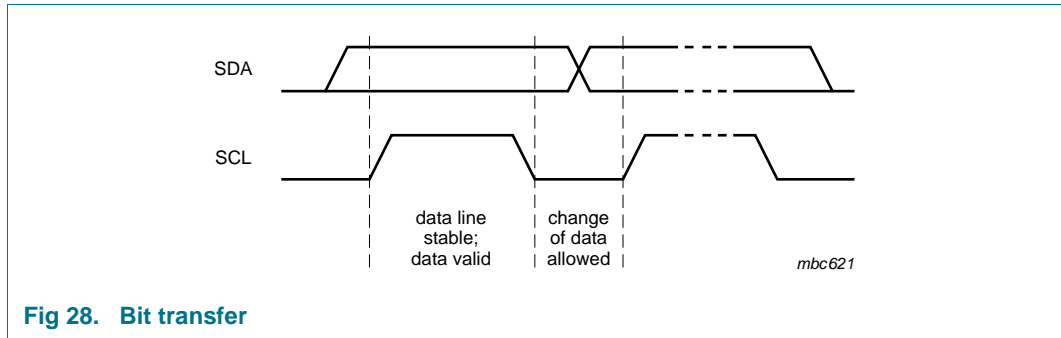 SDA
SCL
data line
stable;
data valid
change
of data
allowed
mbc621
Fig 28. Bit transfer